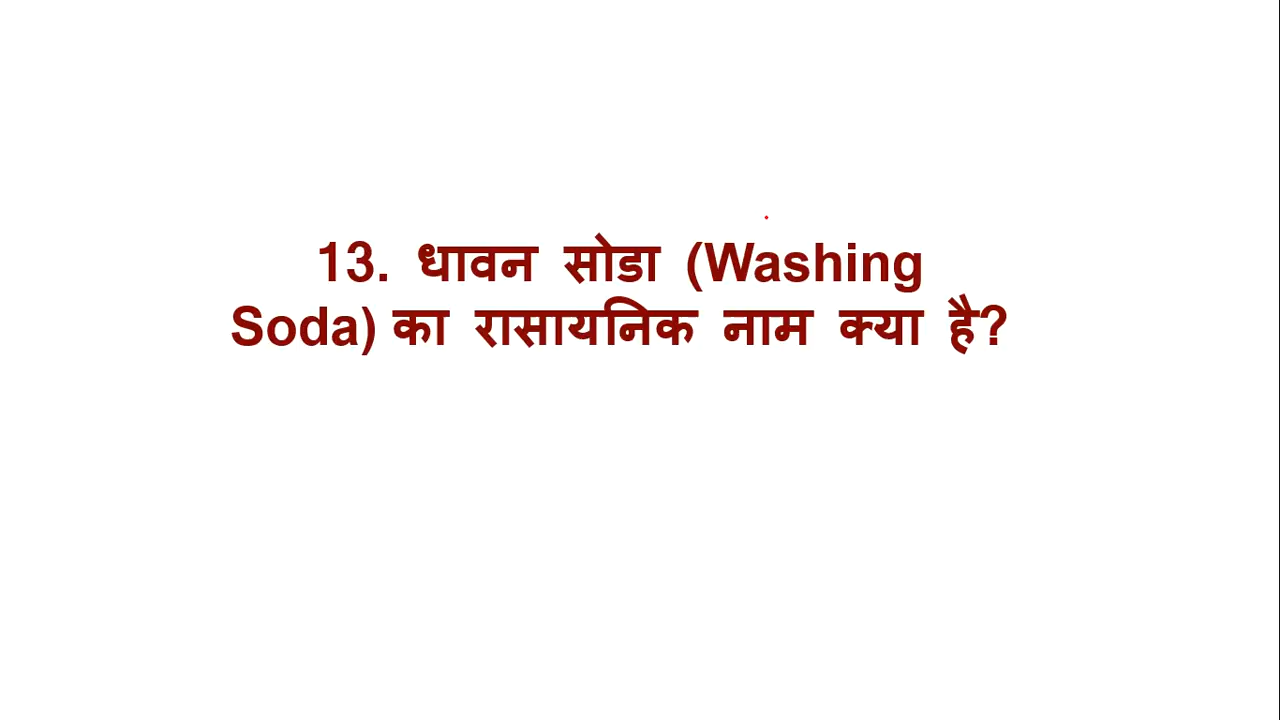 13. धावन सोडा (Washing
Soda) का रासायनिक नाम क्या है?